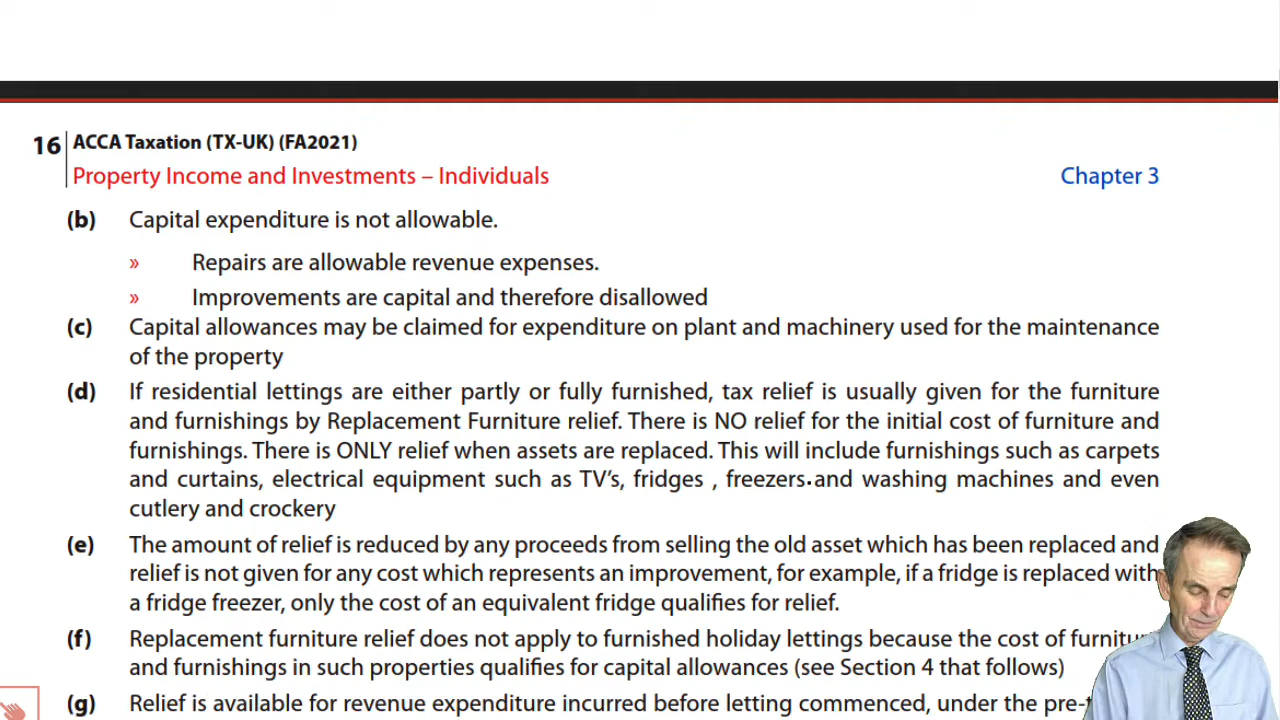 16 ACCA Taxation (TX-UK) (FA2021)
Property Income and Investments – Individuals Chapter 3
(b) Capital expenditure is not allowable.
» Repairs are allowable revenue expenses.
» Improvements are capital and therefore disallowed
(c) Capital allowances may be claimed for expenditure on plant and machinery used for the maintenance
of the property
(d) If residential lettings are either partly or fully furnished, tax relief is usually given for the furniture
and furnishings by Replacement Furniture relief. There is NO relief for the initial cost of furniture and
furnishings. There is ONLY relief when assets are replaced. This will include furnishings such as carpets
and curtains, electrical equipment such as TV's, fridges , freezers and washing machines and even
cutlery and crockery
(e) The amount of relief is reduced by any proceeds from selling the old asset which has been replaced and
relief is not given for any cost which represents an improvement, for example, if a fridge is replaced with
a fridge freezer, only the cost of an equivalent fridge qualifies for relief.
(f) Replacement furniture relief does not apply to furnished holiday lettings because the cost of
and furnishings in such properties qualifies for capital allowances (see Section 4 that follows)
(g) Relief is available for revenue expenditure incurred before letting commenced, under the